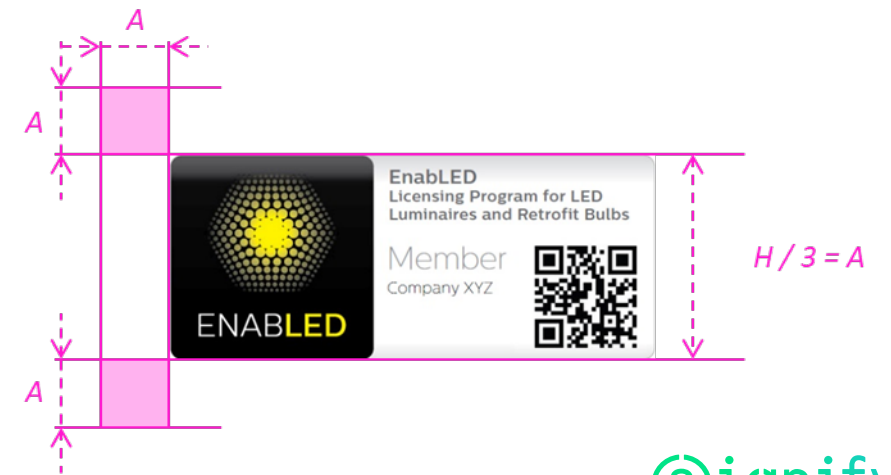 A
A
EnabLED
Licensing Program for LED
Luminaires and Retrofit Bulbs
Member
Company XYZ
ENABLED
H / 3 = A
A